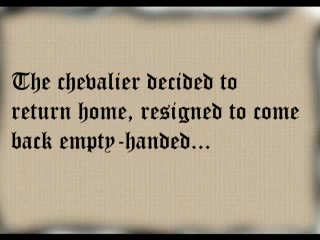 The chevalier decided to
return home, resigned to come
back empty-handed...